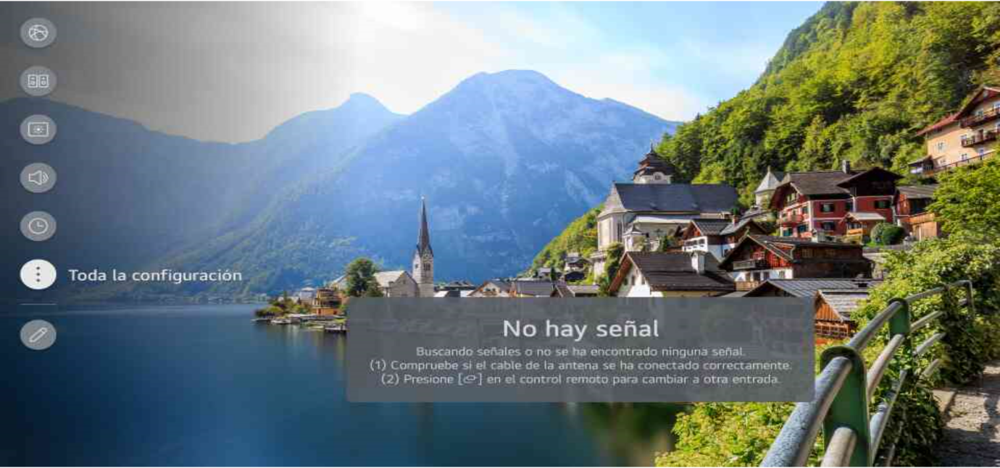 Toda la configuración
No hay señal
Buscando señales o no se ha encontrado ninguna señal.
(1) Compruebe si el cable de la antena se ha conectado correctamente.
(2) Presione [⏎] en el control remoto para cambiar a otra entrada.